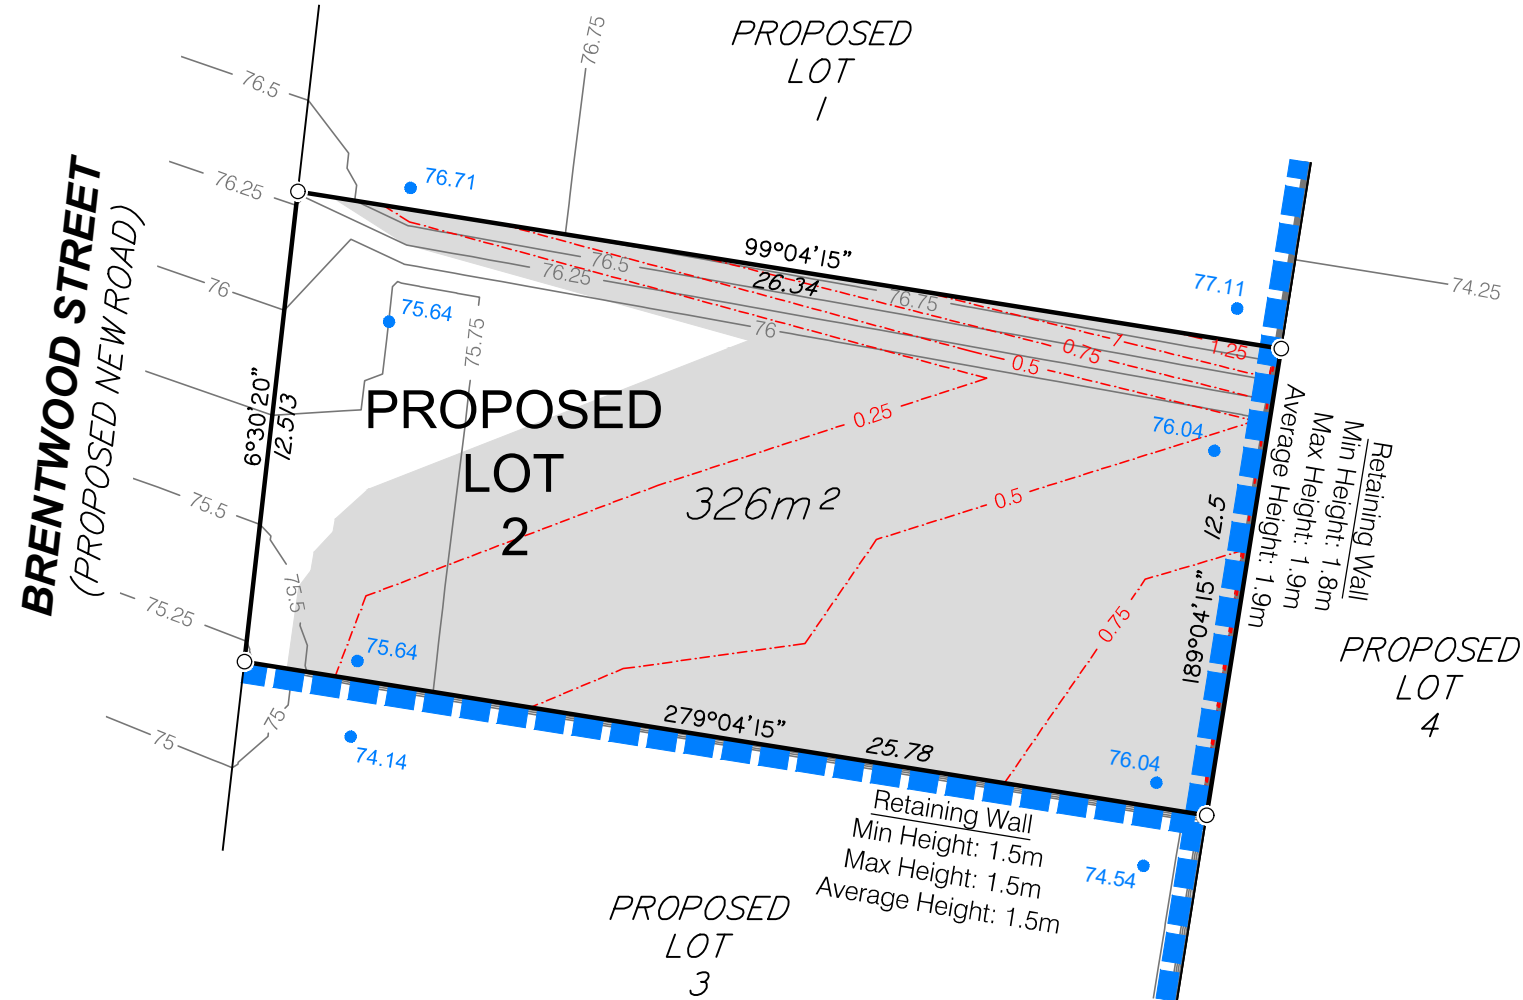 PROPOSED
LOT
1
76.75
76.5
76.25
76
75.5
75.25
75
BRENTWOOD STREET
(PROPOSED NEW ROAD)
6°30'20"
12.513
76.71
99°04'15"
26.34
76.5
76.25
76.75
76
77.11
74.25
75.64
75.75
0.5
0.75
1
1.25
0.25
PROPOSED
LOT
2
326m²
0.5
76.04
12.5
189°04'15"
Retaining Wall
Min Height: 1.8m
Max Height: 1.9m
Average Height: 1.9m
0.75
75.5
75.64
75
74.14
279°04'15"
25.78
76.04
PROPOSED
LOT
4
Retaining Wall
Min Height: 1.5m
Max Height: 1.5m
Average Height: 1.5m
74.54
PROPOSED
LOT
3